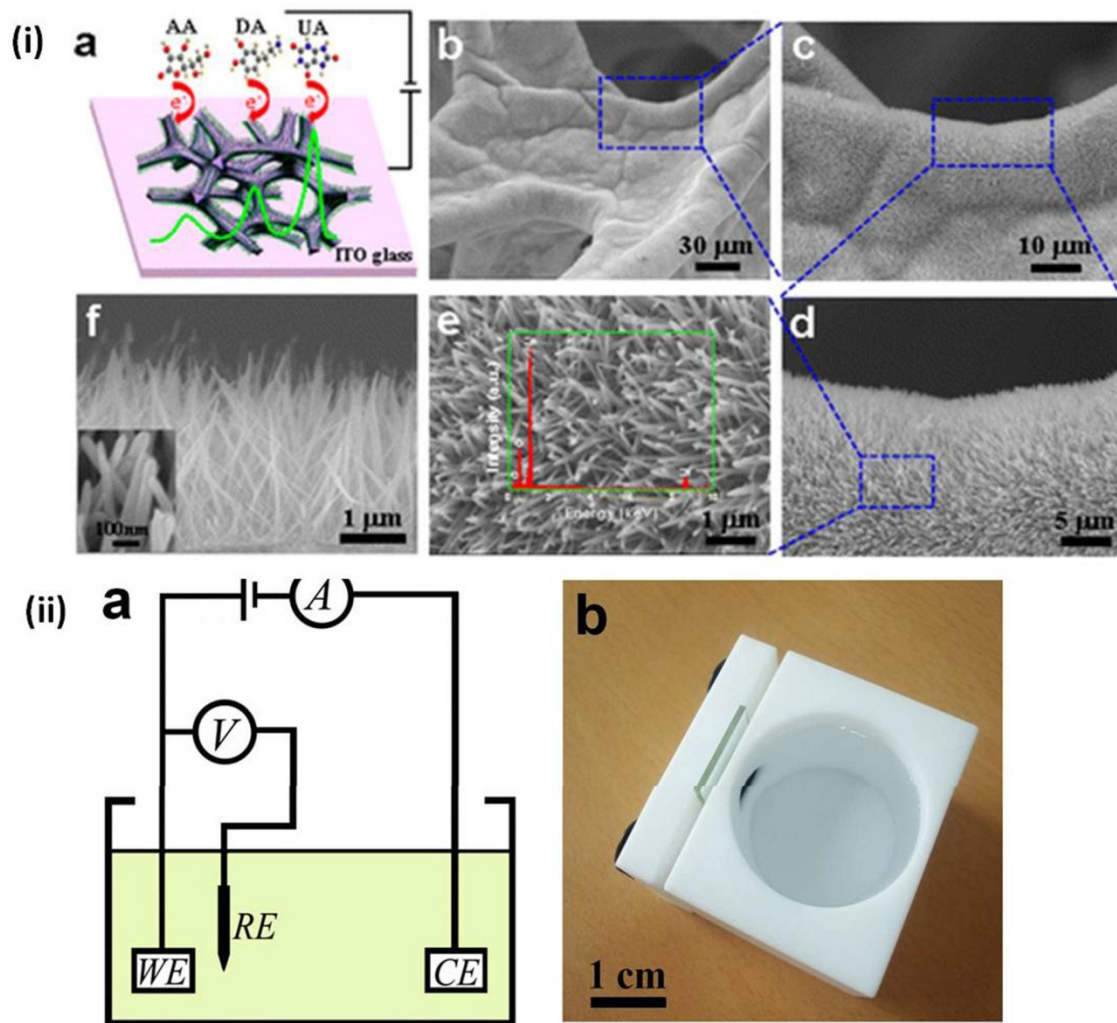 (i) a
AA DA UA
e⁻ e⁻ e⁻
ITO glass
b
30 µm
c
10 µm
f
100nm
1 µm
e
Intensity (a.u.)
Energy (keV)
1 µm
d
5 µm
(ii) a
A
V
RE
WE
CE
b
1 cm